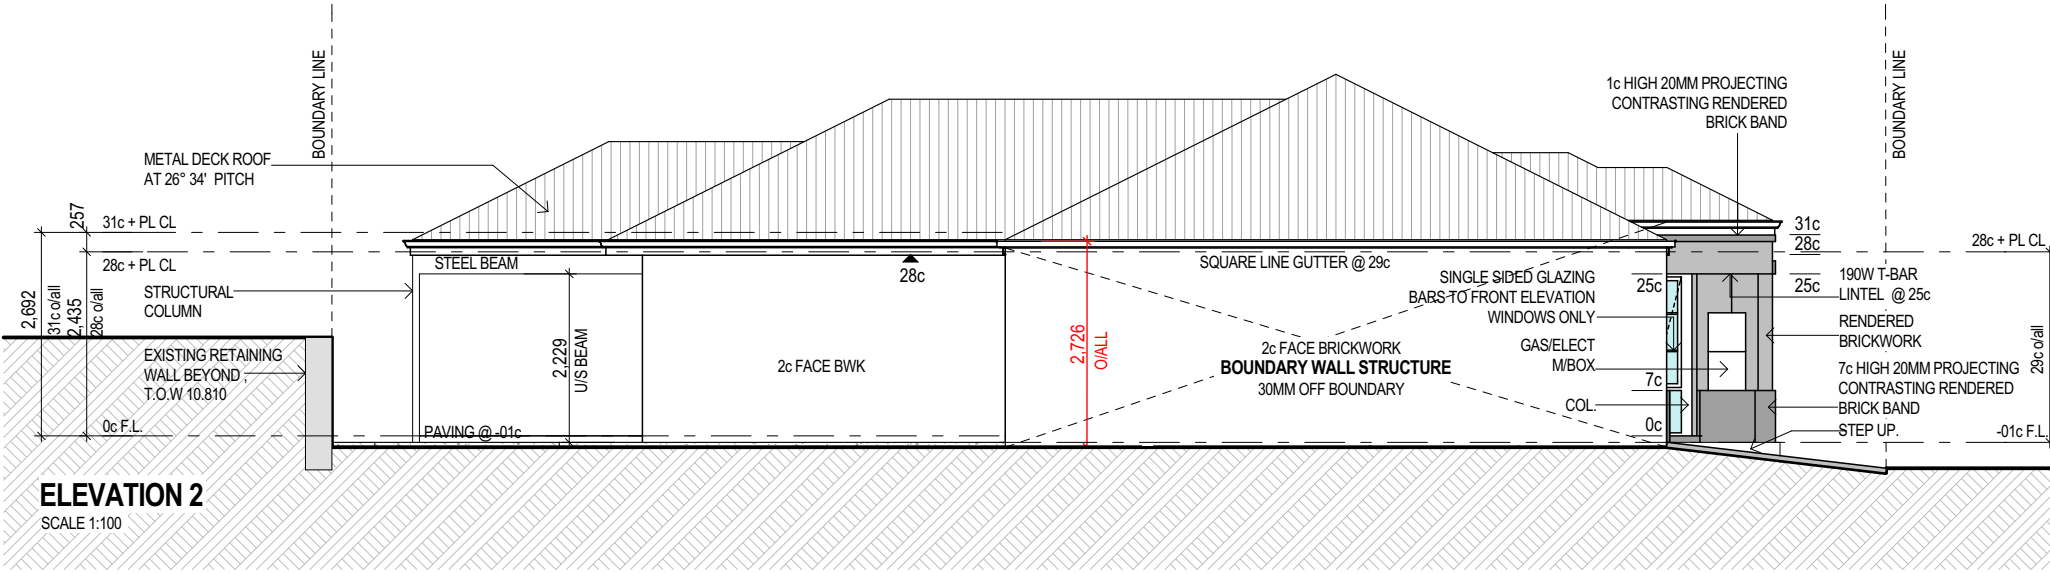 BOUNDARY LINE
METAL DECK ROOF
AT 26° 34' PITCH
257
31c + PL CL
28c + PL CL
2,692
31c o/all
2,435
28c o/all
STRUCTURAL
COLUMN
EXISTING RETAINING
WALL BEYOND ,
T.O.W 10.810
0c F.L.
STEEL BEAM
2,229
U/S BEAM
PAVING @ -01c
28c
2c FACE BWK
2,726
O/ALL
SQUARE LINE GUTTER @ 29c
2c FACE BRICKWORK
BOUNDARY WALL STRUCTURE
30MM OFF BOUNDARY
SINGLE SIDED GLAZING
BARS TO FRONT ELEVATION
WINDOWS ONLY
GAS/ELECT
M/BOX
COL.
25c
7c
0c
1c HIGH 20MM PROJECTING
CONTRASTING RENDERED
BRICK BAND
BOUNDARY LINE
31c
28c
25c
28c + PL CL
190W T-BAR
LINTEL @ 25c
RENDERED
BRICKWORK
7c HIGH 20MM PROJECTING
CONTRASTING RENDERED
BRICK BAND
STEP UP.
29c o/all
-01c F.L.
ELEVATION 2
SCALE 1:100